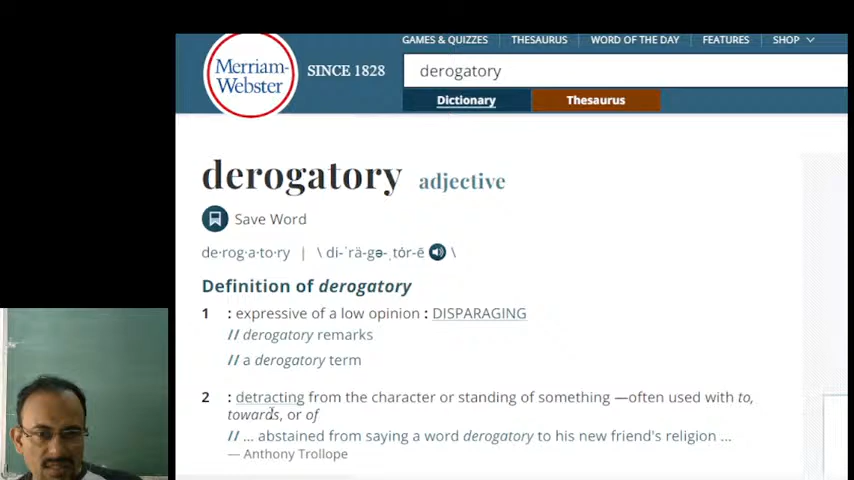 GAMES & QUIZZES THESAURUS WORD OF THE DAY FEATURES SHOP
Merriam-
Webster
SINCE 1828
derogatory
Dictionary Thesaurus
derogatory adjective
Save Word
de·rog·a·to·ry | \ di-ˈrä-gə-ˌtȯr-ē \
Definition of derogatory
1 : expressive of a low opinion : DISPARAGING
// derogatory remarks
// a derogatory term
2 : detracting from the character or standing of something —often used with to,
towards, or of
// ... abstained from saying a word derogatory to his new friend's religion ...
— Anthony Trollope